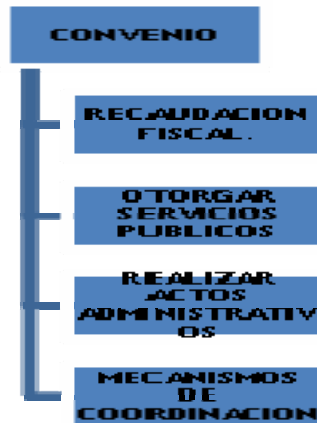 CONVENIO
RECAUDACION
FISCAL.
OTORGAR
SERVICIOS
PUBLICOS
REALIZAR
ACTOS
ADMINISTRATIV
OS
MECANISMOS
DE
COORDINACION